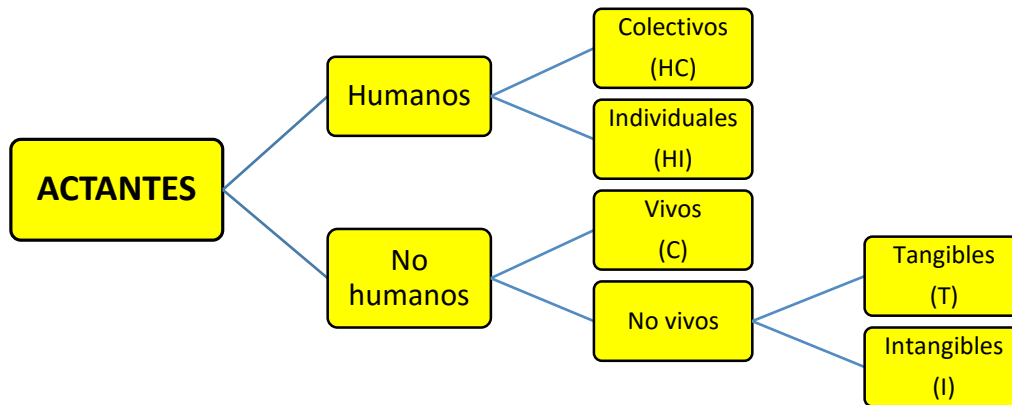 ACTANTES
Humanos
Colectivos
(HC)
Individuales
(HI)
No
humanos
Vivos
(C)
No vivos
Tangibles
(T)
Intangibles
(I)